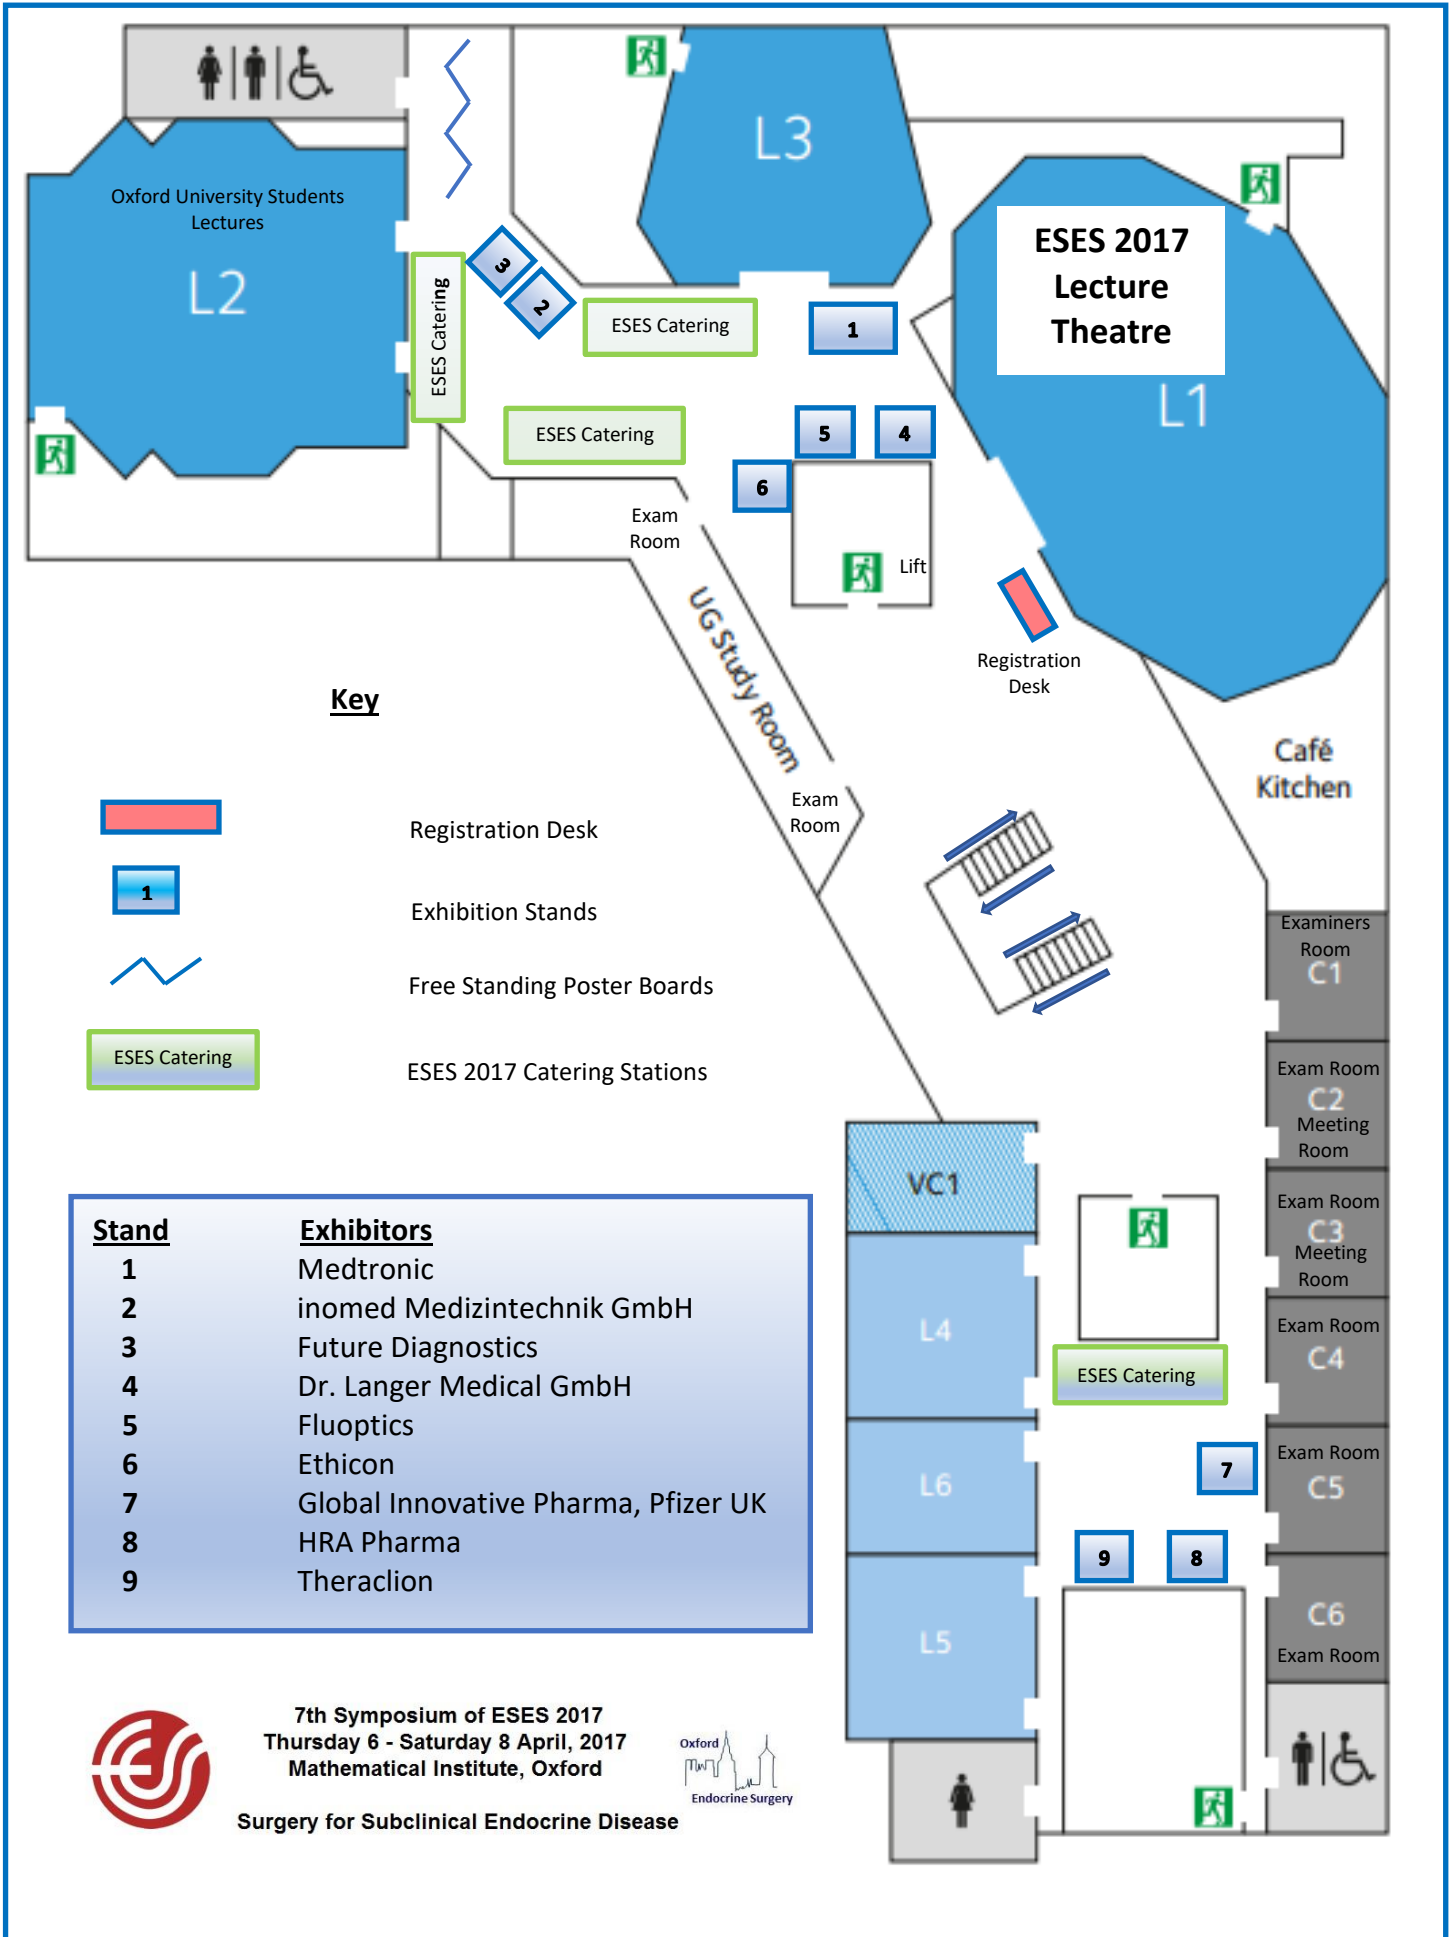 L3
Oxford University Students
Lectures
L2
ESES 2017
Lecture
Theatre
L1
3
2
ESES Catering
ESES Catering
1
ESES Catering
5
4
6
Exam
Room
Lift
UG Study Room
Registration
Desk
Exam
Room
Café
Kitchen
Key
Registration Desk
1
Exhibition Stands
Free Standing Poster Boards
ESES Catering
ESES 2017 Catering Stations
Examiners
Room
C1
Exam Room
C2
Meeting
Room
Exam Room
C3
Meeting
Room
Exam Room
C4
Exam Room
C5
C6
Exam Room
VC1
L4
L6
L5
ESES Catering
7
9
8
Stand Exhibitors
1 Medtronic
2 inomed Medizintechnik GmbH
3 Future Diagnostics
4 Dr. Langer Medical GmbH
5 Fluoptics
6 Ethicon
7 Global Innovative Pharma, Pfizer UK
8 HRA Pharma
9 Theraclion
7th Symposium of ESES 2017
Thursday 6 - Saturday 8 April, 2017
Mathematical Institute, Oxford
Surgery for Subclinical Endocrine Disease
Oxford
Endocrine Surgery